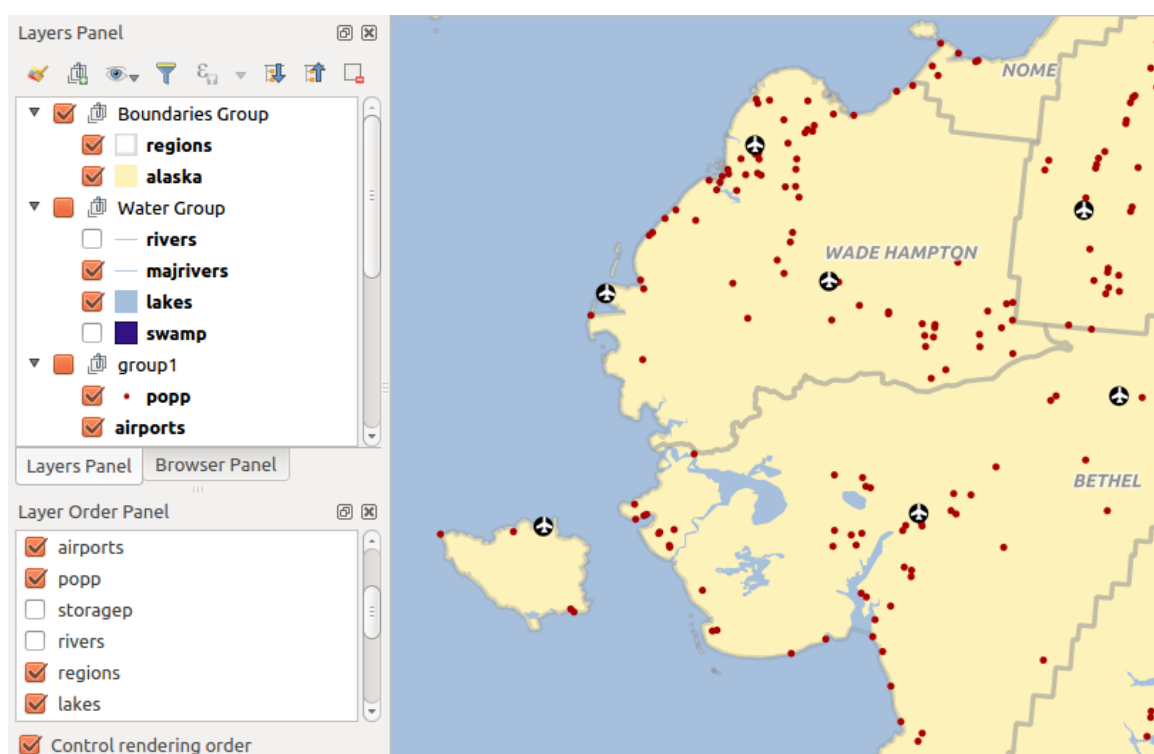 Layers Panel
Boundaries Group
regions
alaska
Water Group
rivers
majrivers
lakes
swamp
group1
popp
airports
Layers Panel
Browser Panel
Layer Order Panel
airports
popp
storagep
rivers
regions
lakes
Control rendering order
NOME
WADE HAMPTON
BETHEL